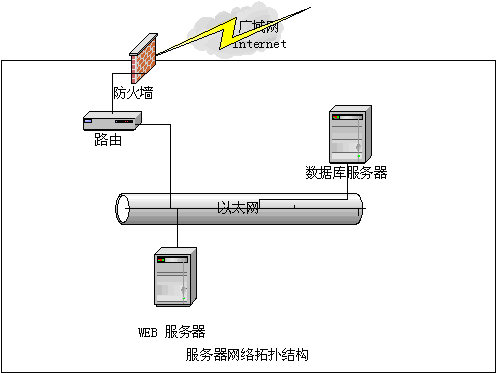 广域网
Internet
防火墙
路由
数据库服务器
以太网
WEB 服务器
服务器网络拓扑结构